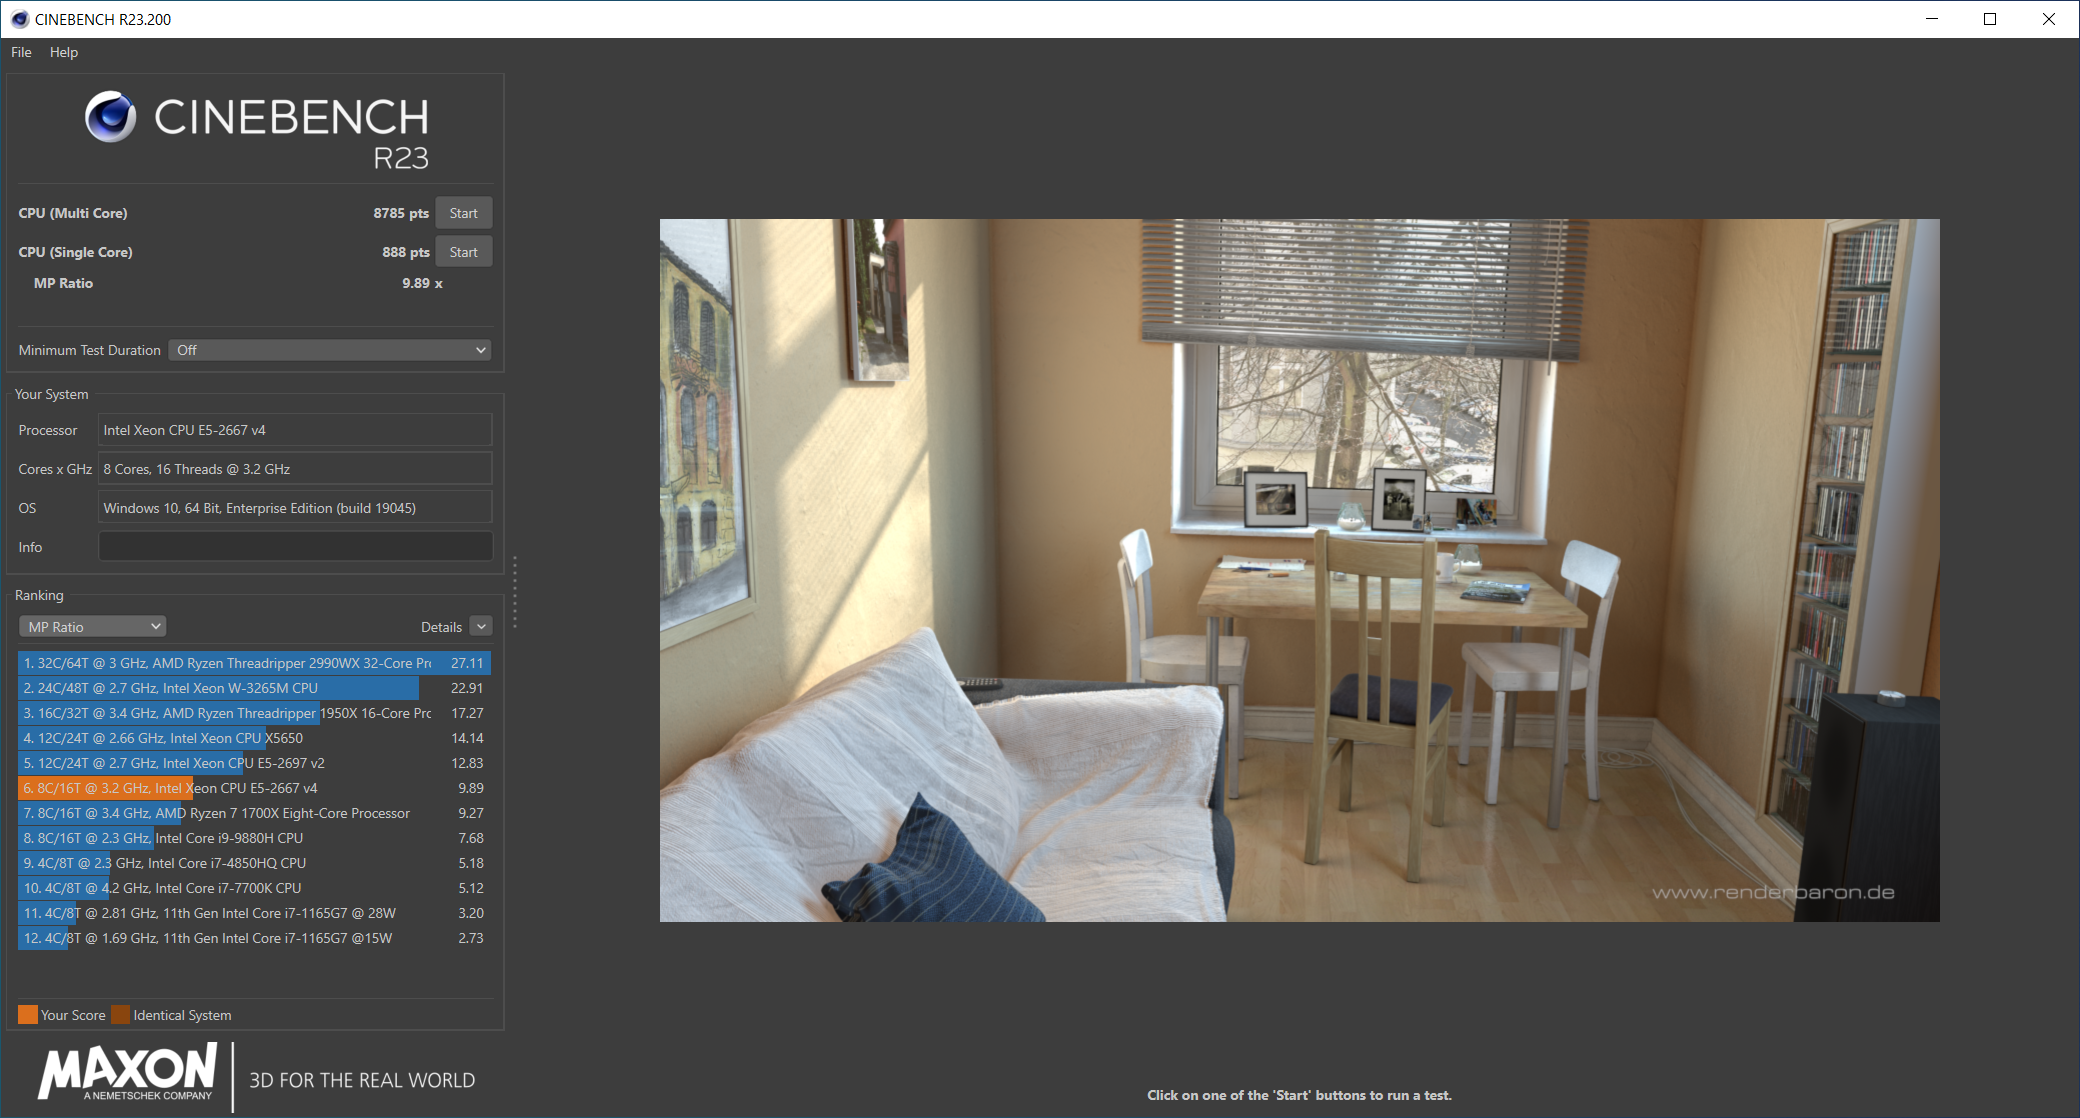 CINEBENCH R23.200
File Help
CINEBENCH
R23
CPU (Multi Core) 8785 pts Start
CPU (Single Core) 888 pts Start
MP Ratio 9.89 x
Minimum Test Duration Off
Your System
Processor Intel Xeon CPU E5-2667 v4
Cores x GHz 8 Cores, 16 Threads @ 3.2 GHz
OS Windows 10, 64 Bit, Enterprise Edition (build 19045)
Info
Ranking
MP Ratio Details
1. 32C/64T @ 3 GHz, AMD Ryzen Threadripper 2990WX 32-Core Pr 27.11
2. 24C/48T @ 2.7 GHz, Intel Xeon W-3265M CPU 22.91
3. 16C/32T @ 3.4 GHz, AMD Ryzen Threadripper 1950X 16-Core Prc 17.27
4. 12C/24T @ 2.66 GHz, Intel Xeon CPU X5650 14.14
5. 12C/24T @ 2.7 GHz, Intel Xeon CPU E5-2697 v2 12.83
6. 8C/16T @ 3.2 GHz, Intel Xeon CPU E5-2667 v4 9.89
7. 8C/16T @ 3.4 GHz, AMD Ryzen 7 1700X Eight-Core Processor 9.27
8. 8C/16T @ 2.3 GHz, Intel Core i9-9880H CPU 7.68
9. 4C/8T @ 2.3 GHz, Intel Core i7-4850HQ CPU 5.18
10. 4C/8T @ 4.2 GHz, Intel Core i7-7700K CPU 5.12
11. 4C/8T @ 2.81 GHz, 11th Gen Intel Core i7-1165G7 @ 28W 3.20
12. 4C/8T @ 1.69 GHz, 11th Gen Intel Core i7-1165G7 @15W 2.73
Your Score Identical System
MAXON
A NEMETSCHEK COMPANY
3D FOR THE REAL WORLD
www.renderbaron.de
Click on one of the 'Start' buttons to run a test.